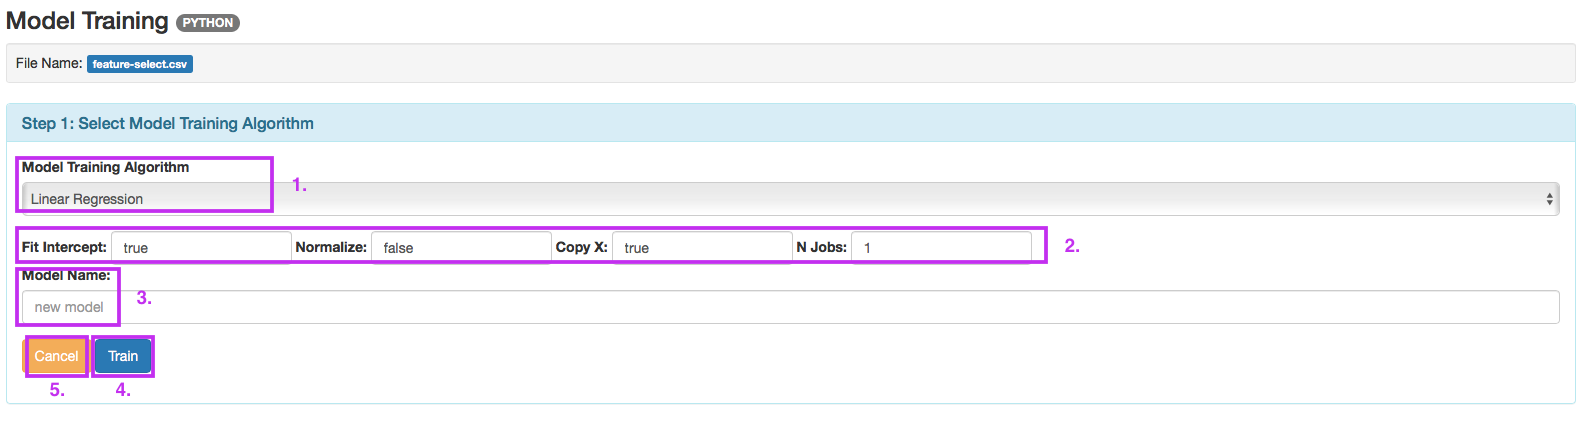 Model Training PYTHON
File Name: feature-select.csv
Step 1: Select Model Training Algorithm
Model Training Algorithm
1.
Linear Regression
Fit Intercept: true Normalize: false Copy X: true N Jobs: 1 2.
Model Name:
3.
new model
Cancel Train
5. 4.